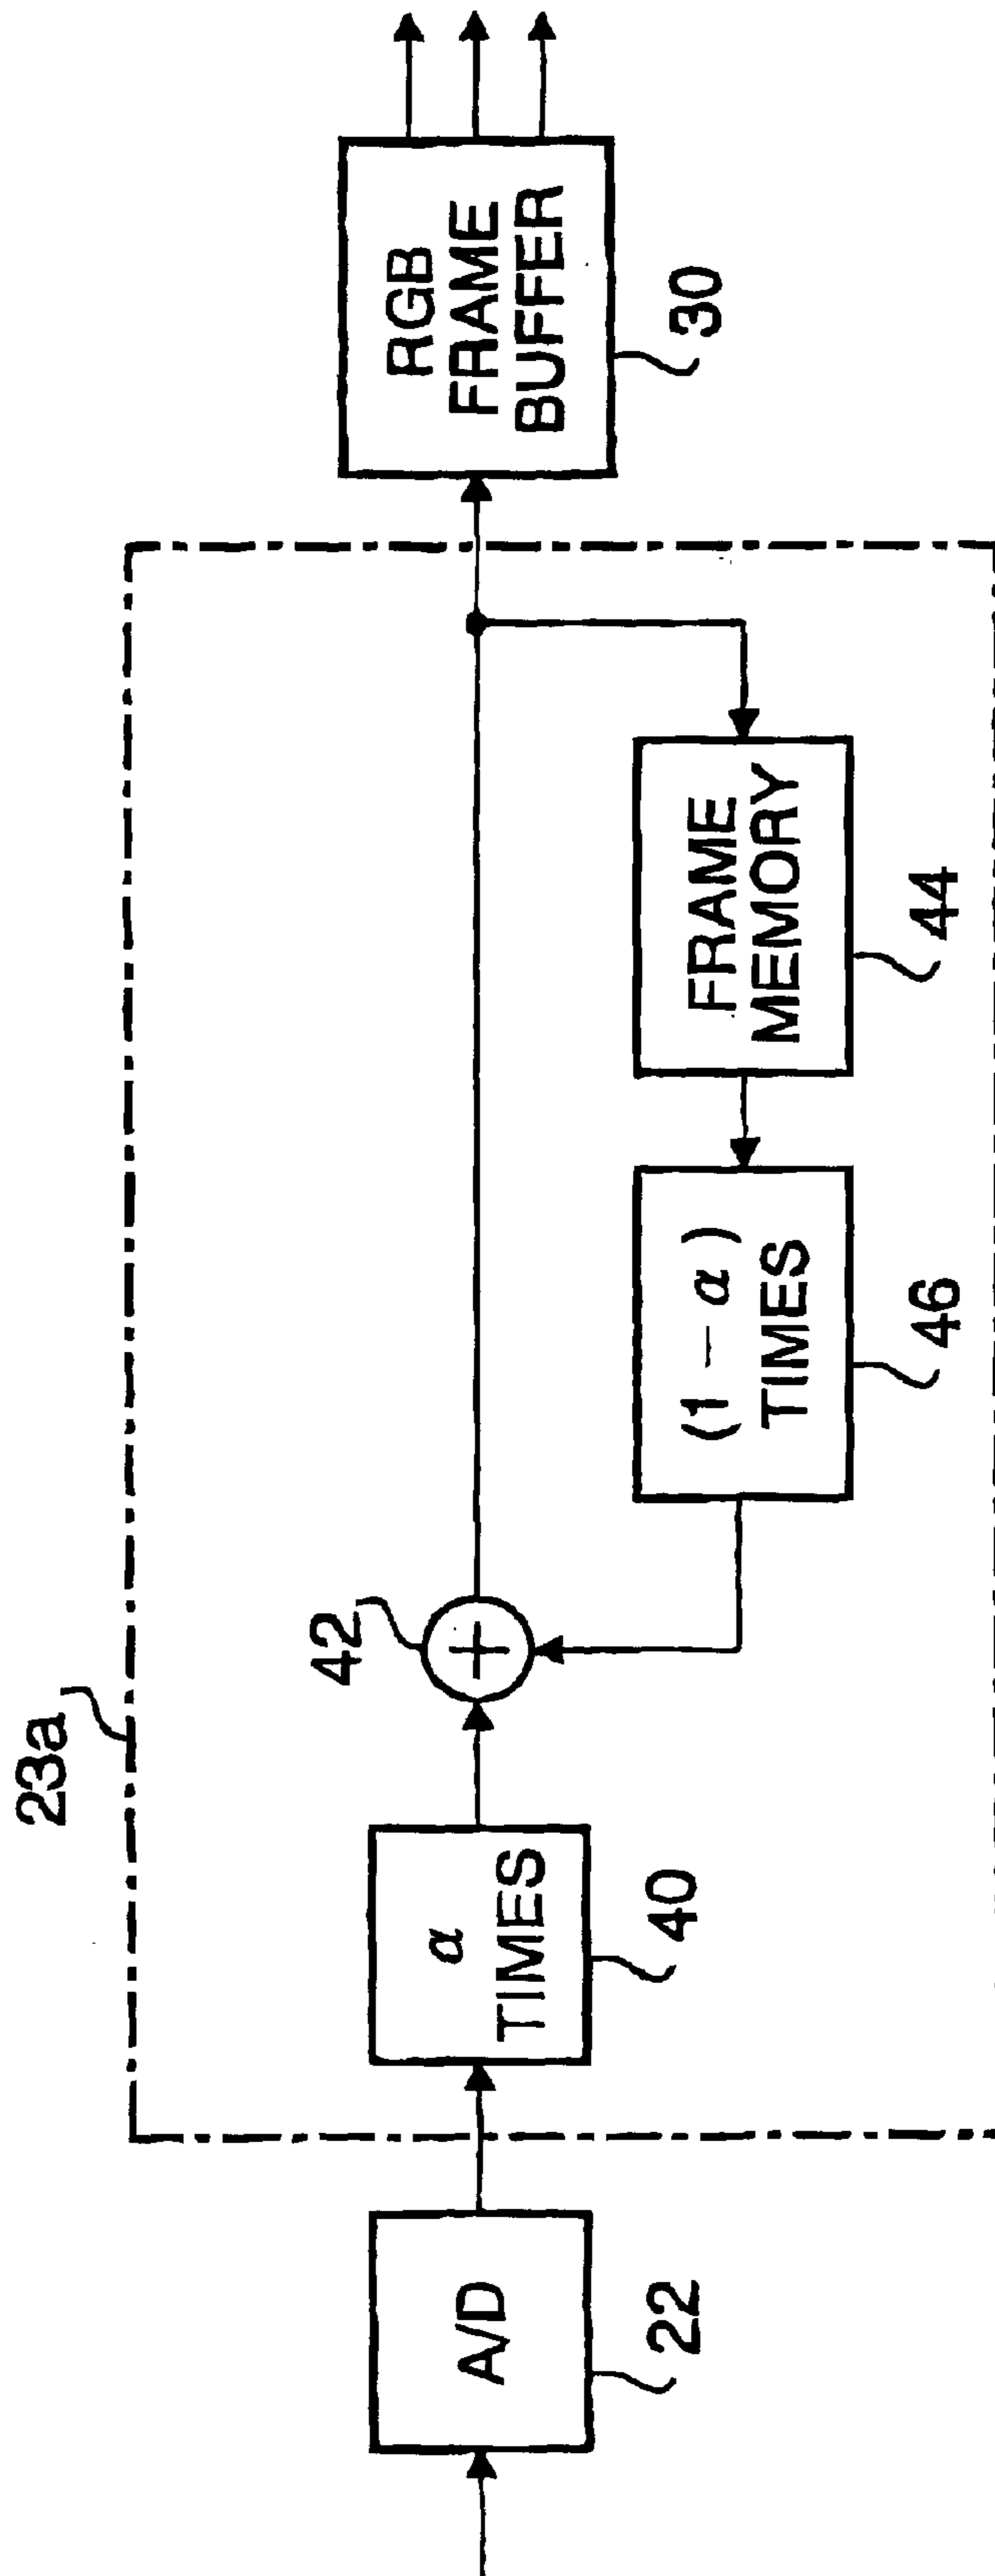 23a
A/D
22
α
TIMES
40
42
(1 − α)
TIMES
46
FRAME
MEMORY
44
RGB
FRAME
BUFFER
30